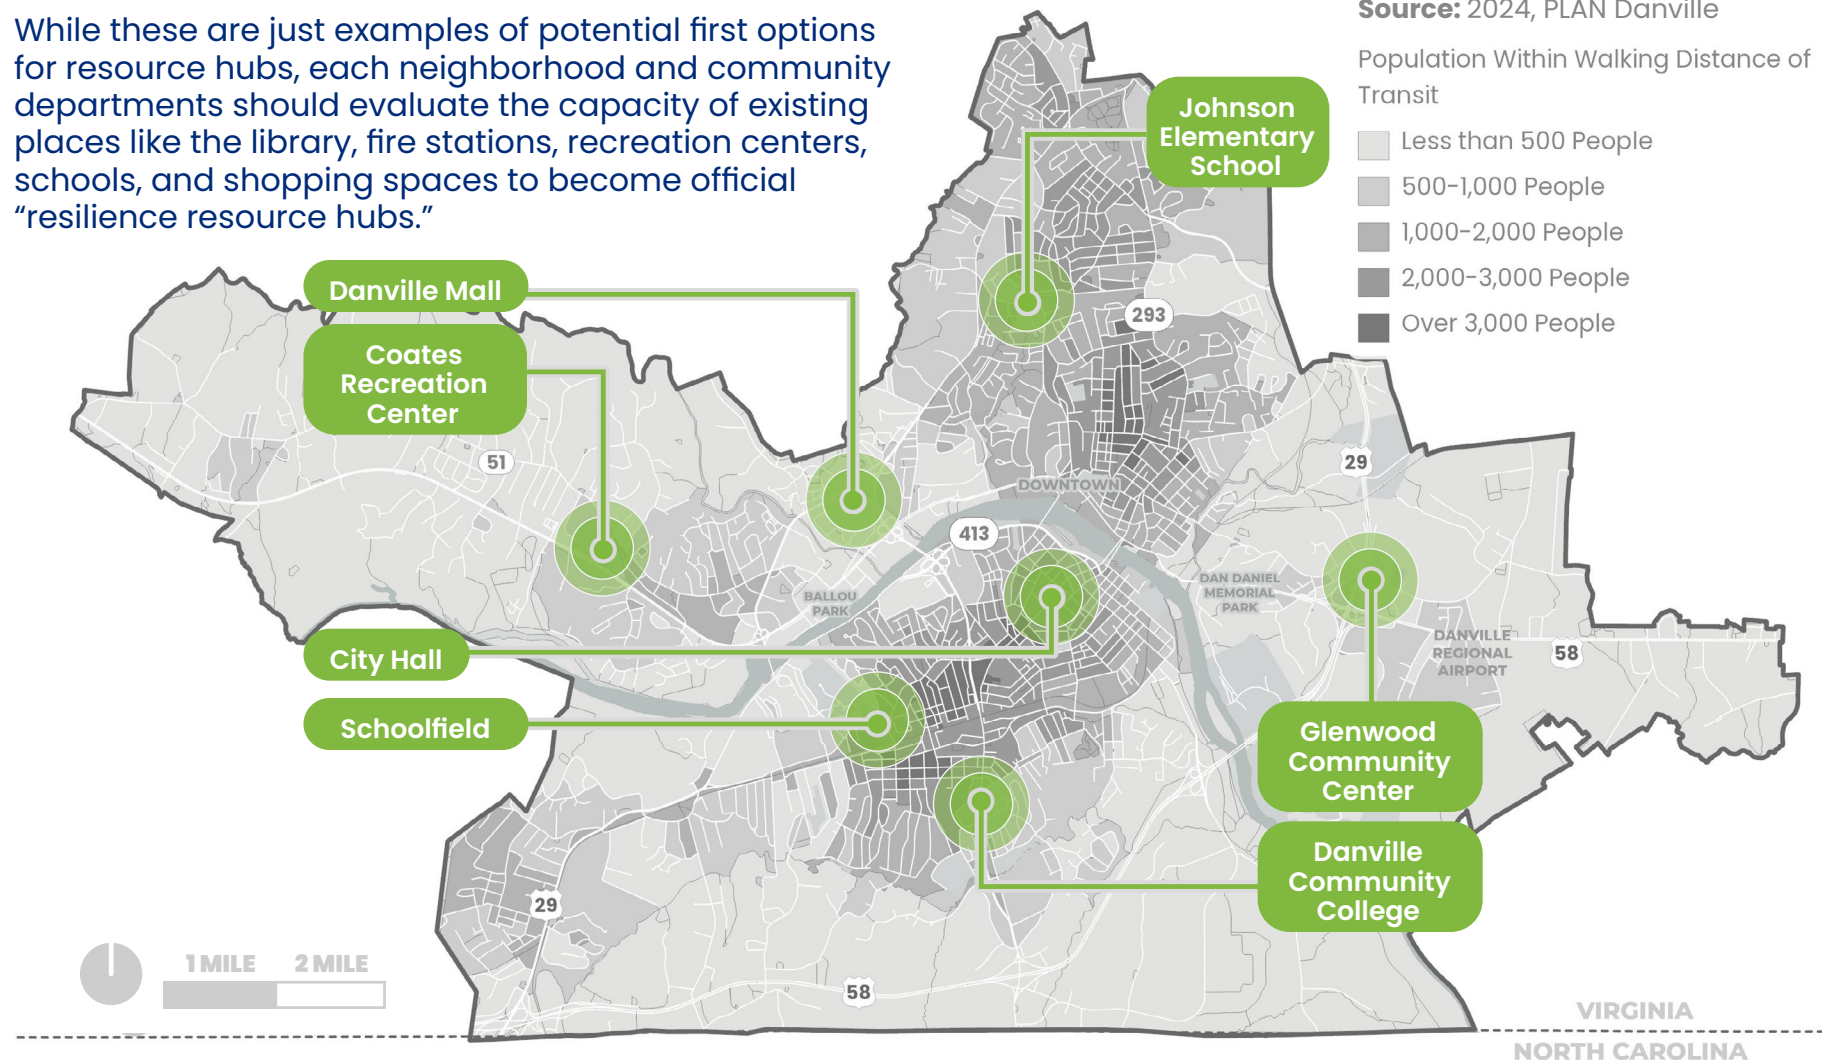 While these are just examples of potential first options
for resource hubs, each neighborhood and community
departments should evaluate the capacity of existing
places like the library, fire stations, recreation centers,
schools, and shopping spaces to become official
“resilience resource hubs.”
Source: 2024, PLAN Danville
Population Within Walking Distance of
Transit
Less than 500 People
500-1,000 People
1,000-2,000 People
2,000-3,000 People
Over 3,000 People
Johnson
Elementary
School
Danville Mall
Coates
Recreation
Center
293
51
29
DOWNTOWN
413
BALLOU
PARK
DAN DANIEL
MEMORIAL
PARK
DANVILLE
REGIONAL
AIRPORT
58
City Hall
Schoolfield
Glenwood
Community
Center
Danville
Community
College
29
1 MILE
2 MILE
58
VIRGINIA
NORTH CAROLINA